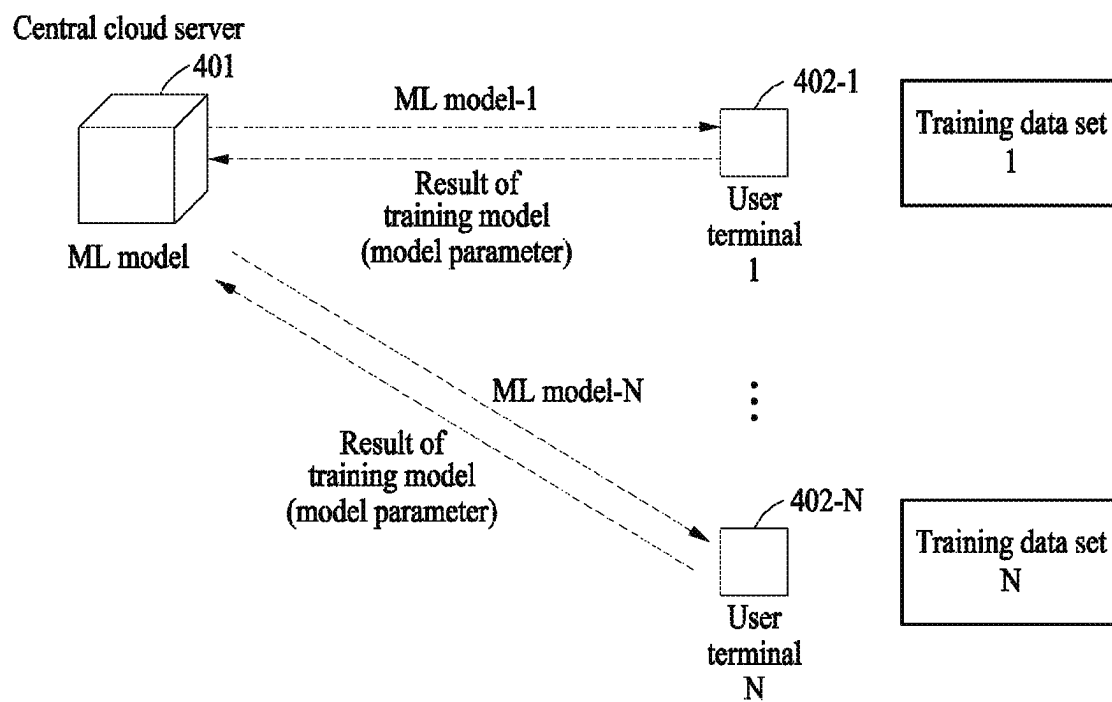 Central cloud server
401
ML model
ML model-1
Result of
training model
(model parameter)
402-1
User
terminal
1
Training data set
1
ML model-N
Result of
training model
(model parameter)
402-N
User
terminal
N
Training data set
N